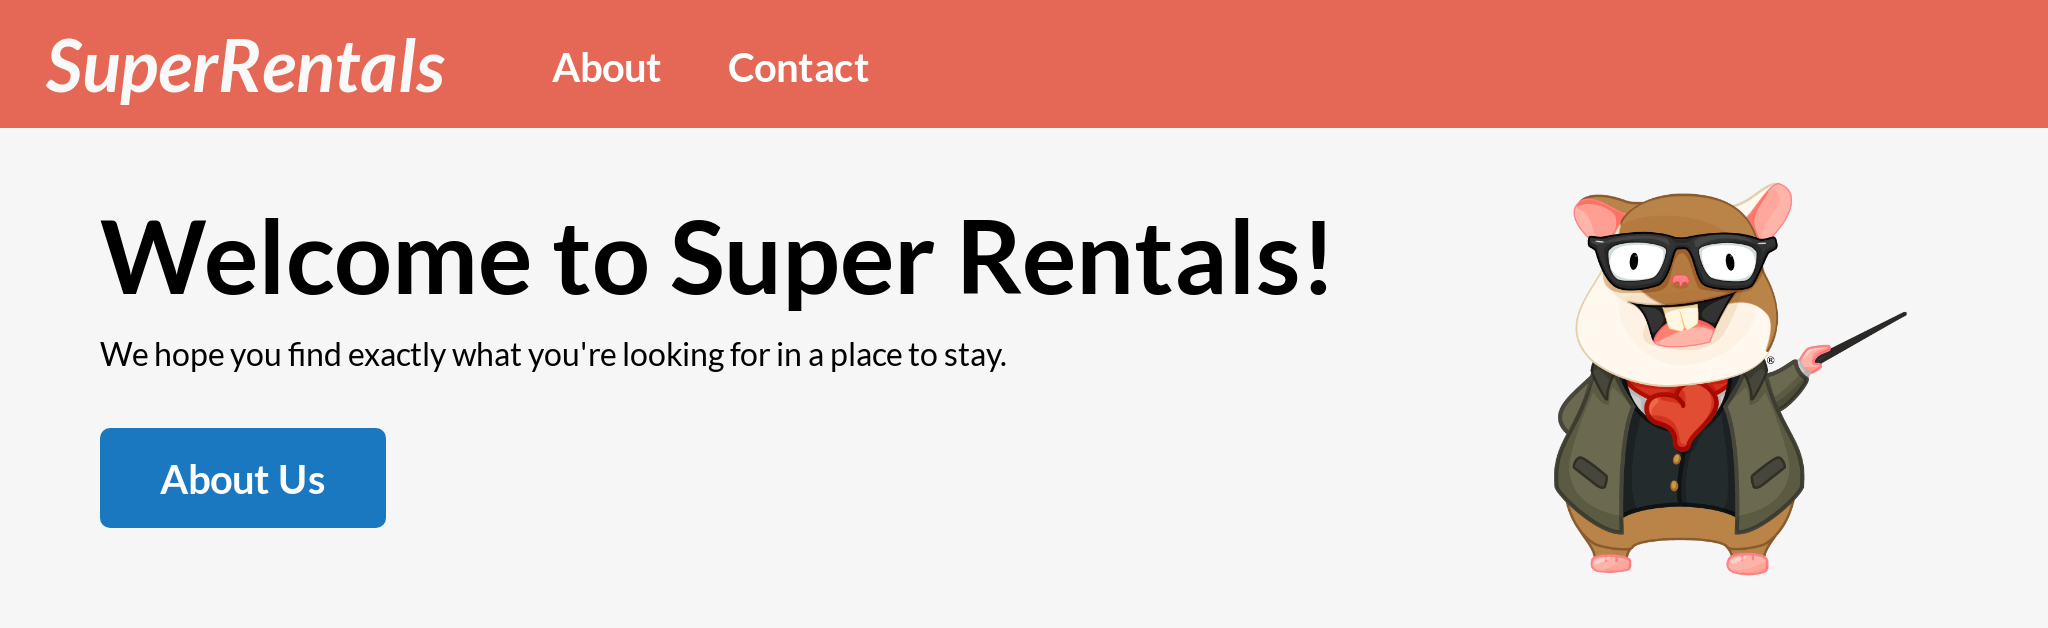 SuperRentals About Contact
Welcome to Super Rentals!
We hope you find exactly what you're looking for in a place to stay.
®
About Us